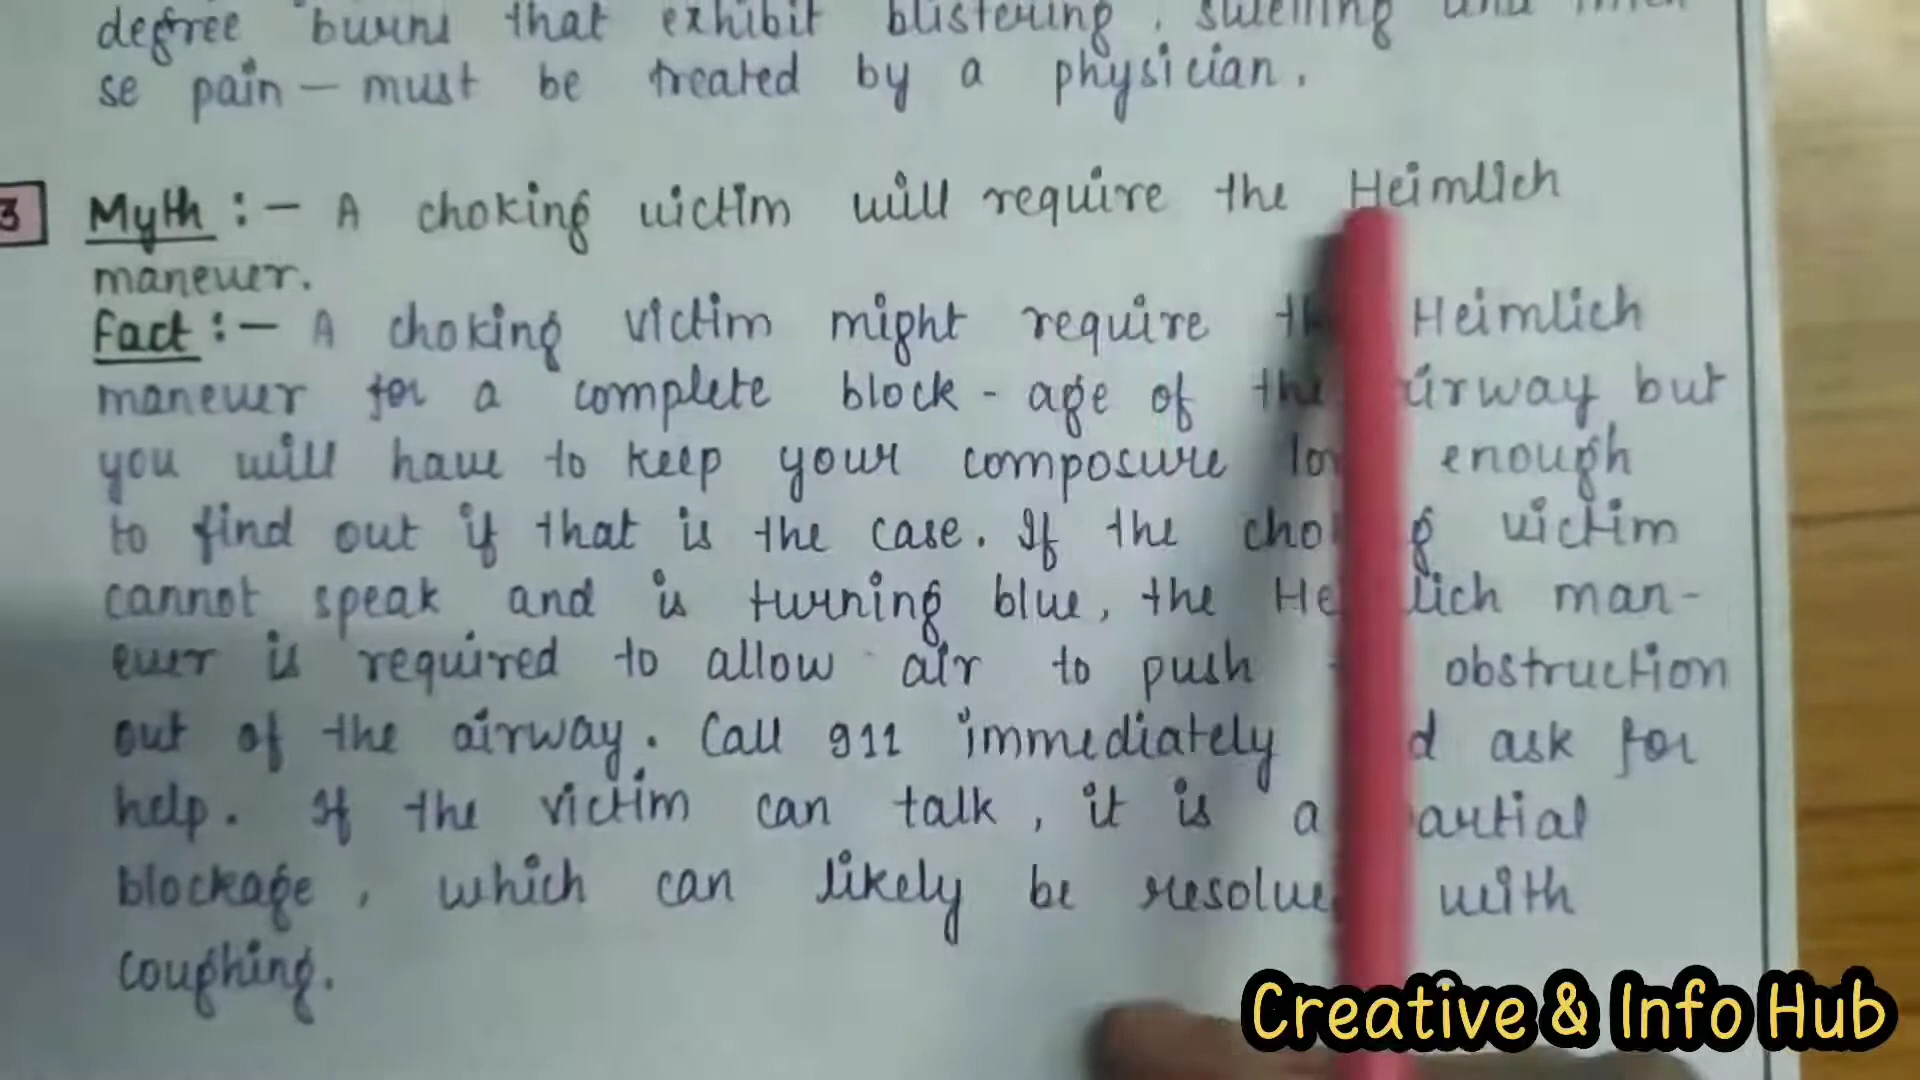 degree burns that exhibit blistering, swelling and
se pain - must be treated by a physician.
3 Myth :- A choking victim will require the Heimlich
maneuver.
Fact :- A choking victim might require Heimlich
maneuver for a complete block - age of the airway but
you will have to keep your composure enough
to find out if that is the case. If the victim
cannot speak and is turning blue, the man-
euver is required to allow air to push obstruction
out of the airway. Call 911 immediately ask for
help. If the victim can talk, it is a partial
blockage, which can likely be with
coughing.
Creative & Info Hub